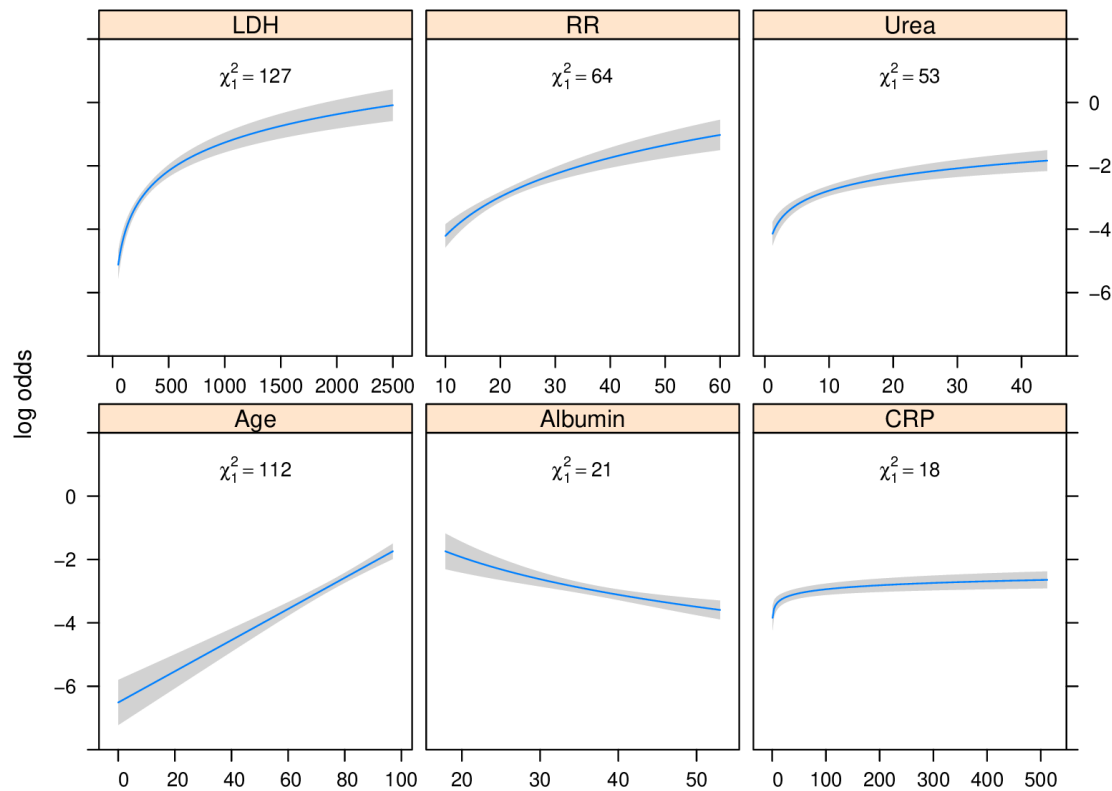 LDH RR Urea
χ²₁ = 127 χ²₁ = 64 χ²₁ = 53
0
−2
−4
−6
0 500 1000 1500 2000 2500 10 20 30 40 50 60 0 10 20 30 40
log odds
Age Albumin CRP
χ²₁ = 112 χ²₁ = 21 χ²₁ = 18
0
−2
−4
−6
0 20 40 60 80 100 20 30 40 50 0 100 200 300 400 500